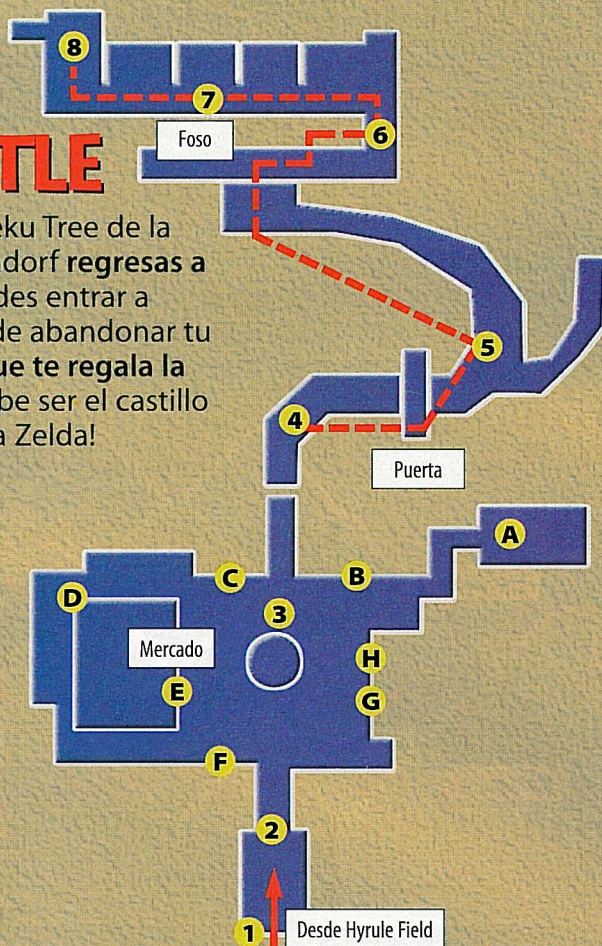 8
7
Foso
6
TLE
eku Tree de la
ndorf regresas a
des entrar a
de abandonar tu
ue te regala la
be ser el castillo
a Zelda!
5
4
Puerta
A
C
B
D
3
Mercado
H
E
G
F
2
1
Desde Hyrule Field